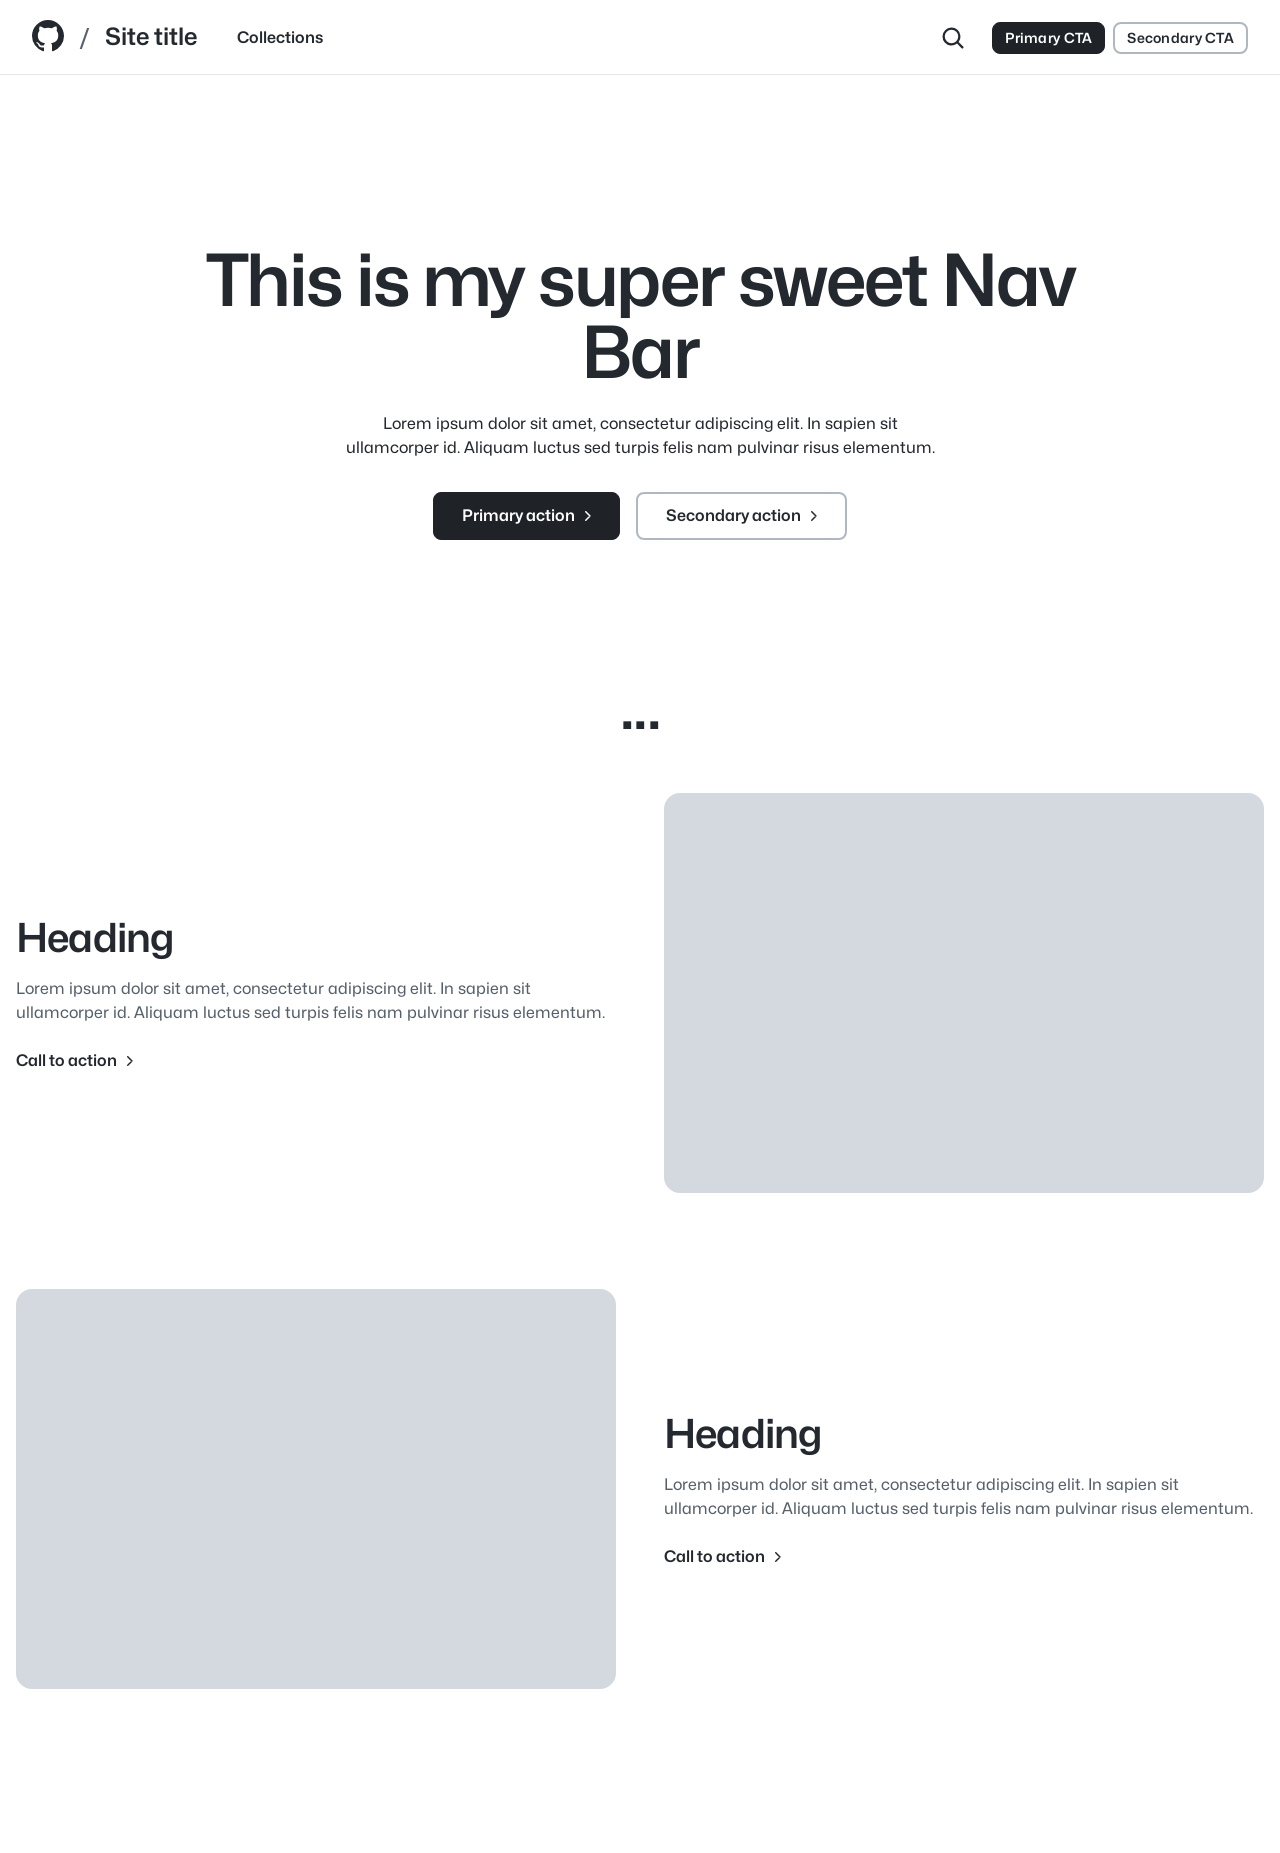 / Site title Collections Primary CTA Secondary CTA
This is my super sweet Nav
Bar
Lorem ipsum dolor sit amet, consectetur adipiscing elit. In sapien sit
ullamcorper id. Aliquam luctus sed turpis felis nam pulvinar risus elementum.
Primary action Secondary action
...
Heading
Lorem ipsum dolor sit amet, consectetur adipiscing elit. In sapien sit
ullamcorper id. Aliquam luctus sed turpis felis nam pulvinar risus elementum.
Call to action
Heading
Lorem ipsum dolor sit amet, consectetur adipiscing elit. In sapien sit
ullamcorper id. Aliquam luctus sed turpis felis nam pulvinar risus elementum.
Call to action